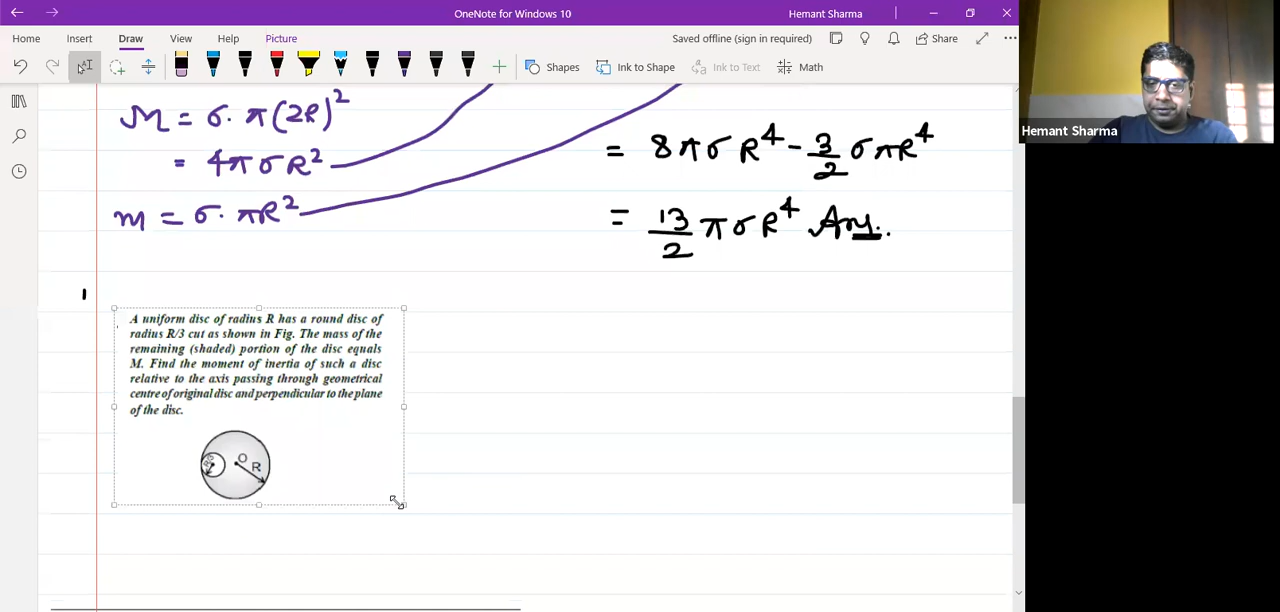 OneNote for Windows 10
Hemant Sharma
Home Insert Draw View Help Picture
Saved offline (sign in required)
Share
Shapes
Ink to Shape
Ink to Text
Math
Hemant Sharma
M = σ. π(2R)²
= 4π σR²
m = σ. πR²
= 8πσR⁴ - 3/2 σπR⁴
= 13/2 πσR⁴ Ans.
1
A uniform disc of radius R has a round disc of
radius R/3 cut as shown in Fig. The mass of the
remaining (shaded) portion of the disc equals
M. Find the moment of inertia of such a disc
relative to the axis passing through geometrical
centre of original disc and perpendicular to the plane
of the disc.
R/3
O
R